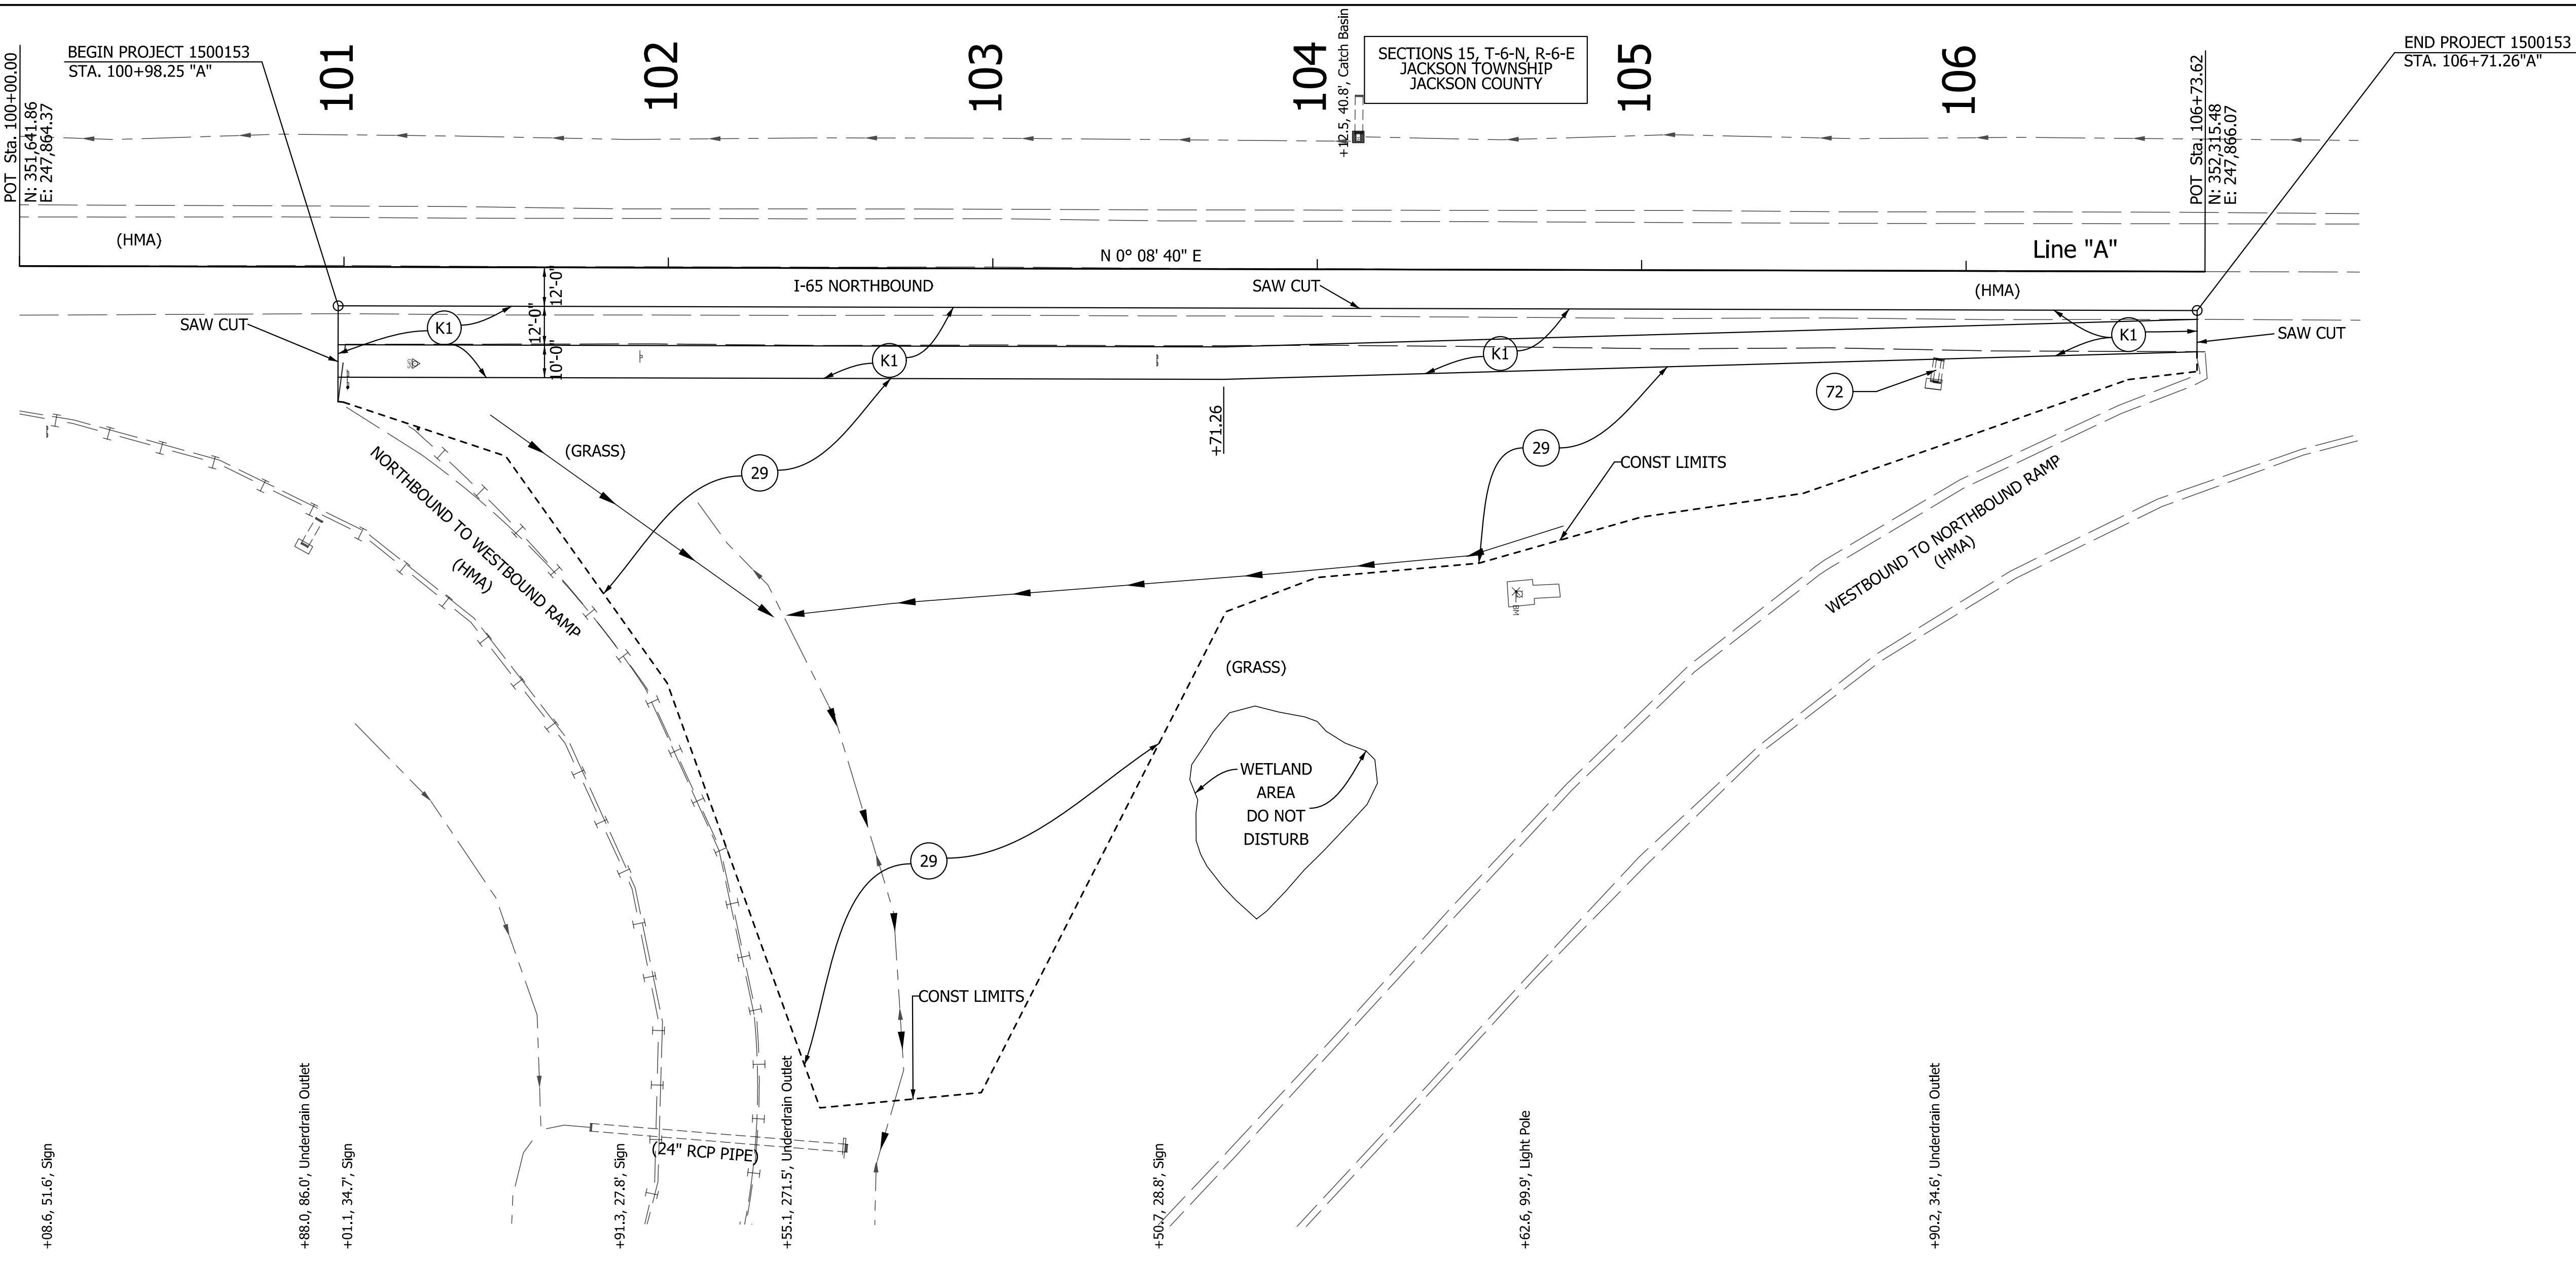 POT  Sta. 100+00.00
N: 351,641.86
E: 247,864.37
BEGIN PROJECT 1500153
STA. 100+98.25 "A"
101
102
103
104
+12.5, 40.8', Catch Basin
SECTIONS 15, T-6-N, R-6-E
JACKSON TOWNSHIP
JACKSON COUNTY
105
106
POT  Sta. 106+73.62
N: 352,315.48
E: 247,866.07
END PROJECT 1500153
STA. 106+71.26"A"
(HMA)
N 0° 08' 40" E
Line "A"
12'-0"
I-65 NORTHBOUND
SAW CUT
(HMA)
SAW CUT
K1
12'-0"
K1
K1
K1
SAW CUT
10'-0"
72
+71.26
(GRASS)
29
29
CONST LIMITS
NORTHBOUND TO WESTBOUND RAMP
(HMA)
WESTBOUND TO NORTHBOUND RAMP
(HMA)
BM
(GRASS)
WETLAND
AREA
DO NOT
DISTURB
29
CONST LIMITS
(24" RCP PIPE)
+08.6, 51.6', Sign
+88.0, 86.0', Underdrain Outlet
+01.1, 34.7', Sign
+91.3, 27.8', Sign
+55.1, 271.5', Underdrain Outlet
+50.7, 28.8', Sign
+62.6, 99.9', Light Pole
+90.2, 34.6', Underdrain Outlet